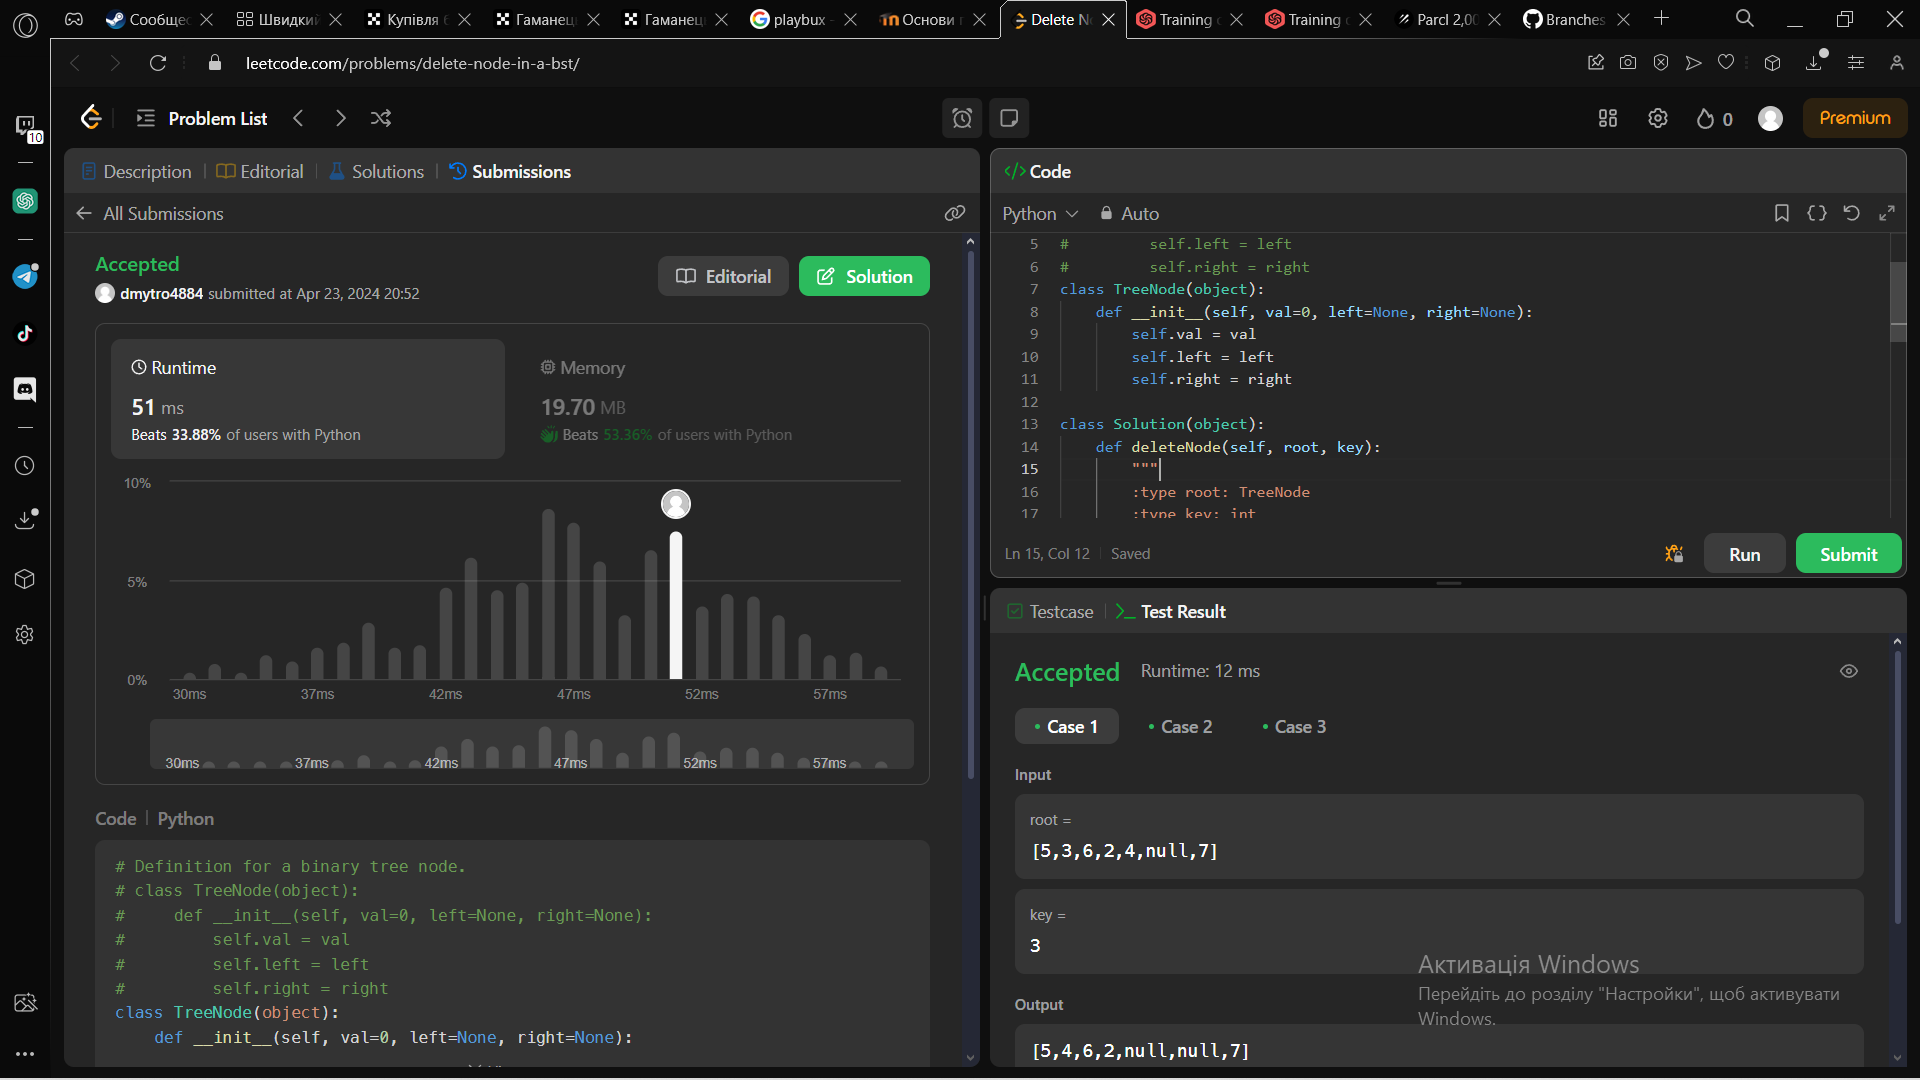 Сообщес
Швидкий
Купівля б
Гаманець
Гаманець
playbux -
Основи п
Delete No
Training c
Training c
Parcl 2,00
Branches
leetcode.com/problems/delete-node-in-a-bst/
10
Problem List
0
Premium
Description
Editorial
Solutions
Submissions
All Submissions
Accepted
dmytro4884 submitted at Apr 23, 2024 20:52
Editorial
Solution
Runtime
51 ms
Beats 33.88% of users with Python
Memory
19.70 MB
Beats 53.36% of users with Python
10%
5%
0%
30ms 37ms 42ms 47ms 52ms 57ms
30ms 37ms 42ms 47ms 52ms 57ms
Code | Python
# Definition for a binary tree node.
# class TreeNode(object):
#     def __init__(self, val=0, left=None, right=None):
#         self.val = val
#         self.left = left
#         self.right = right
class TreeNode(object):
    def __init__(self, val=0, left=None, right=None):
</> Code
Python
Auto
5 #         self.left = left
6 #         self.right = right
7 class TreeNode(object):
8     def __init__(self, val=0, left=None, right=None):
9         self.val = val
10         self.left = left
11         self.right = right
12
13 class Solution(object):
14     def deleteNode(self, root, key):
15         """
16         :type root: TreeNode
17         :type key: int
Ln 15, Col 12 | Saved
Run
Submit
Testcase
Test Result
Accepted
Runtime: 12 ms
Case 1
Case 2
Case 3
Input
root =
[5,3,6,2,4,null,7]
key =
3
Output
[5,4,6,2,null,null,7]
Активація Windows
Перейдіть до розділу "Настройки", щоб активувати
Windows.